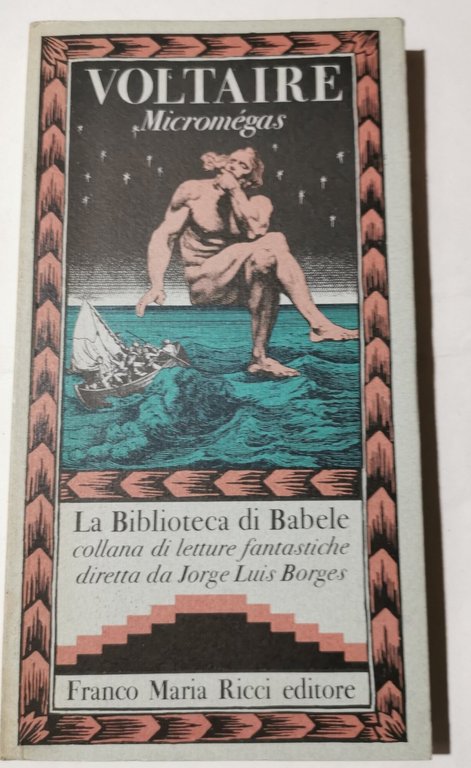 VOLTAIRE
Micromégas
La Biblioteca di Babele
collana di letture fantastiche
diretta da Jorge Luis Borges
Franco Maria Ricci editore